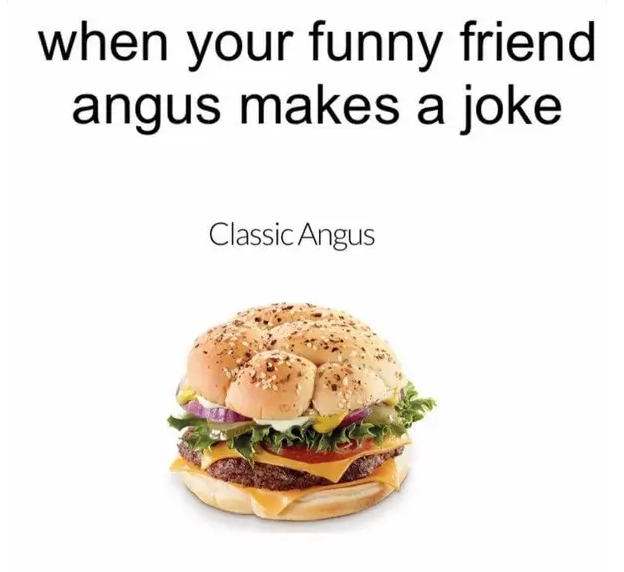 when your funny friend
angus makes a joke
Classic Angus